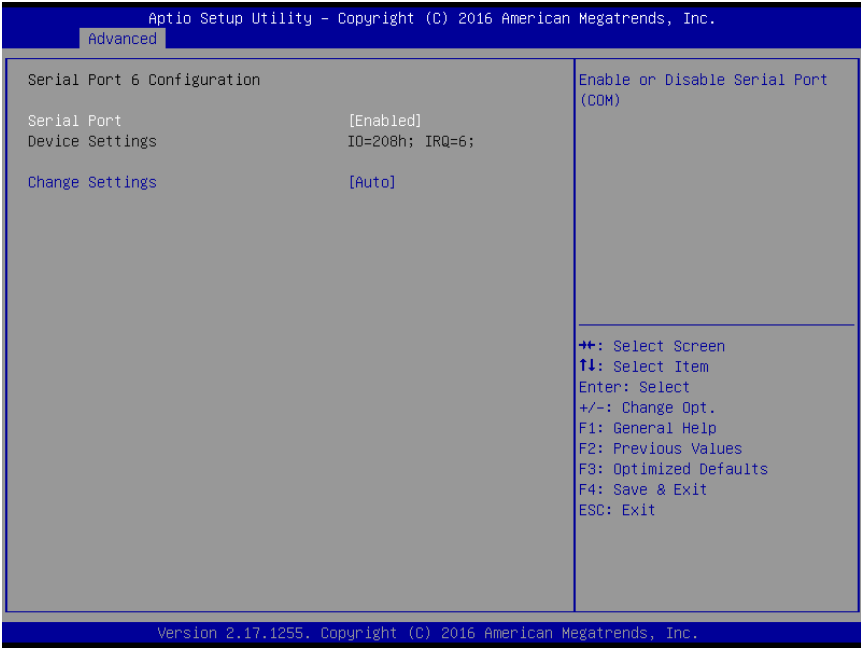 Aptio Setup Utility – Copyright (C) 2016 American Megatrends, Inc.
Advanced
Serial Port 6 Configuration
Serial Port [Enabled]
Device Settings IO=208h; IRQ=6;
Change Settings [Auto]
Enable or Disable Serial Port
(COM)
→←: Select Screen
↑↓: Select Item
Enter: Select
+/-: Change Opt.
F1: General Help
F2: Previous Values
F3: Optimized Defaults
F4: Save & Exit
ESC: Exit
Version 2.17.1255. Copyright (C) 2016 American Megatrends, Inc.